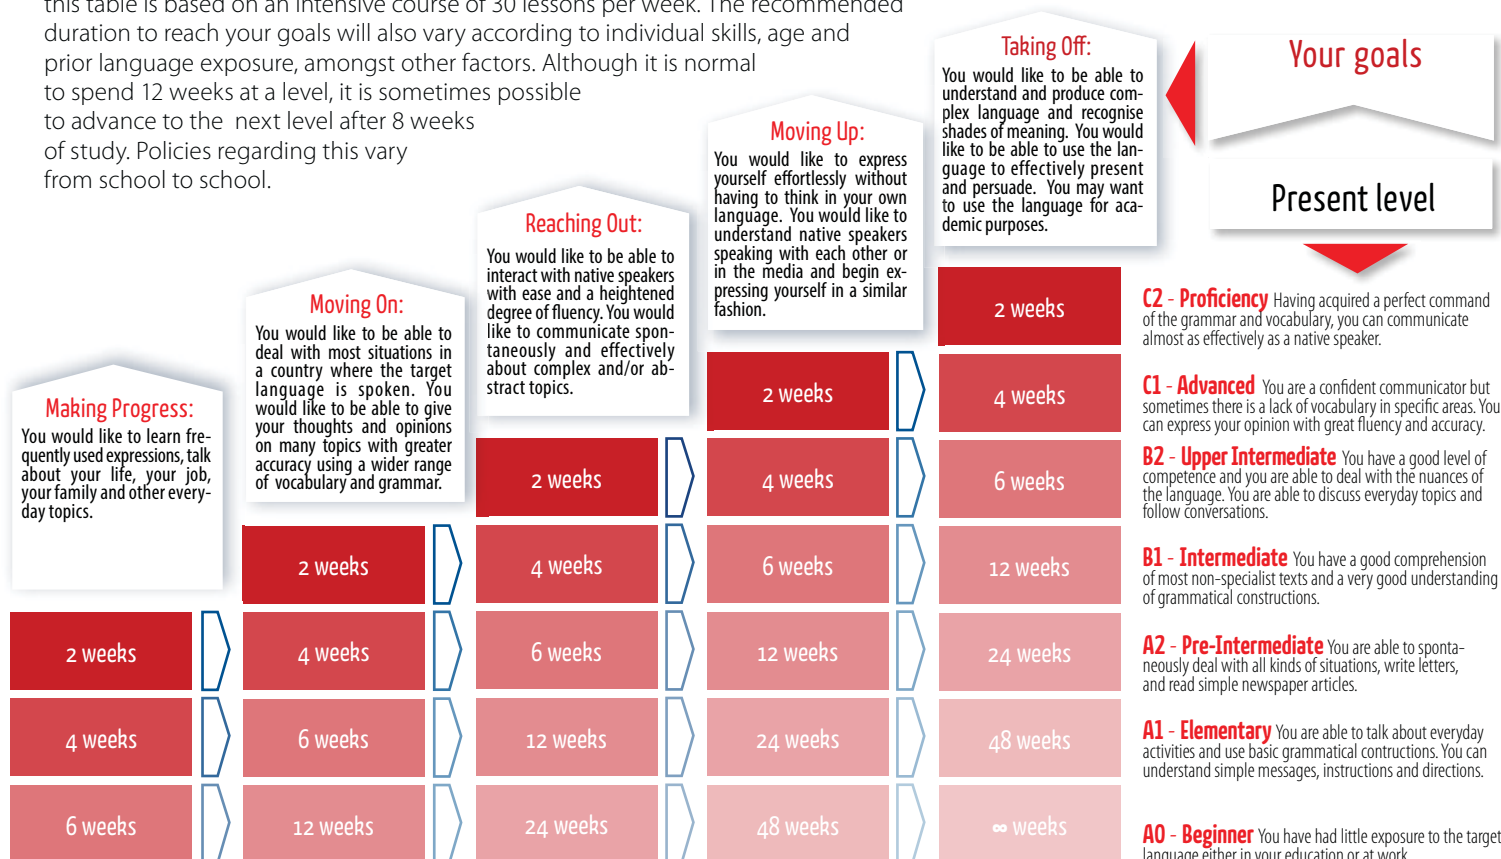 this table is based on an intensive course of 30 lessons per week. The recommended
duration to reach your goals will also vary according to individual skills, age and
prior language exposure, amongst other factors. Although it is normal
to spend 12 weeks at a level, it is sometimes possible
to advance to the next level after 8 weeks
of study. Policies regarding this vary
from school to school.
Making Progress:
You would like to learn fre-
quently used expressions, talk
about your life, your job,
your family and other every-
day topics.
Moving On:
You would like to be able to
deal with most situations in
a country where the target
language is spoken. You
would like to be able to give
your thoughts and opinions
on many topics with greater
accuracy using a wider range
of vocabulary and grammar.
Reaching Out:
You would like to be able to
interact with native speakers
with ease and a heightened
degree of fluency. You would
like to communicate spon-
taneously and effectively
about complex and/or ab-
stract topics.
Moving Up:
You would like to express
yourself effortlessly without
having to think in your own
language. You would like to
understand native speakers
speaking with each other or
in the media and begin ex-
pressing yourself in a similar
fashion.
Taking Off:
You would like to be able to
understand and produce com-
plex language and recognise
shades of meaning. You would
like to be able to use the lan-
guage to effectively present
and persuade. You may want
to use the language for aca-
demic purposes.
Your goals
Present level
2 weeks
C2 - Proficiency Having acquired a perfect command
of the grammar and vocabulary, you can communicate
almost as effectively as a native speaker.
2 weeks
4 weeks
C1 - Advanced You are a confident communicator but
sometimes there is a lack of vocabulary in specific areas. You
can express your opinion with great fluency and accuracy.
2 weeks
4 weeks
6 weeks
B2 - Upper Intermediate You have a good level of
competence and you are able to deal with the nuances of
the language. You are able to discuss everyday topics and
follow conversations.
2 weeks
4 weeks
6 weeks
12 weeks
B1 - Intermediate You have a good comprehension
of most non-specialist texts and a very good understanding
of grammatical constructions.
2 weeks
4 weeks
6 weeks
12 weeks
24 weeks
A2 - Pre-Intermediate You are able to sponta-
neously deal with all kinds of situations, write letters,
and read simple newspaper articles.
4 weeks
6 weeks
12 weeks
24 weeks
48 weeks
A1 - Elementary You are able to talk about everyday
activities and use basic grammatical contructions. You can
understand simple messages, instructions and directions.
6 weeks
12 weeks
24 weeks
48 weeks
∞ weeks
A0 - Beginner You have had little exposure to the target
language either in your education or at work.